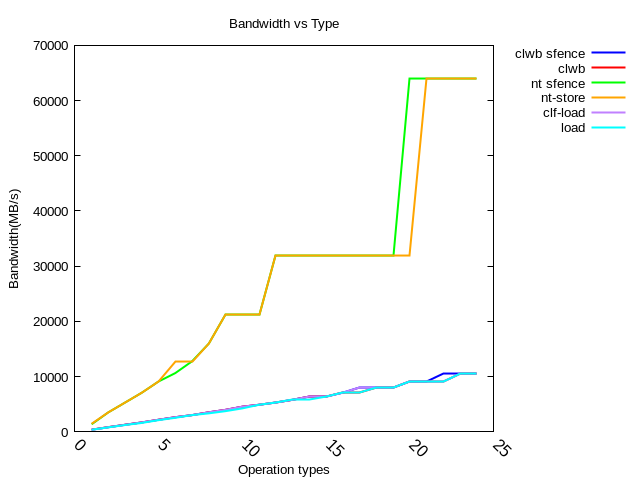 Bandwidth vs Type
70000
60000
50000
40000
30000
20000
10000
0
Bandwidth(MB/s)
0
5
10
15
20
25
Operation types
clwb sfence
clwb
nt sfence
nt-store
clf-load
load